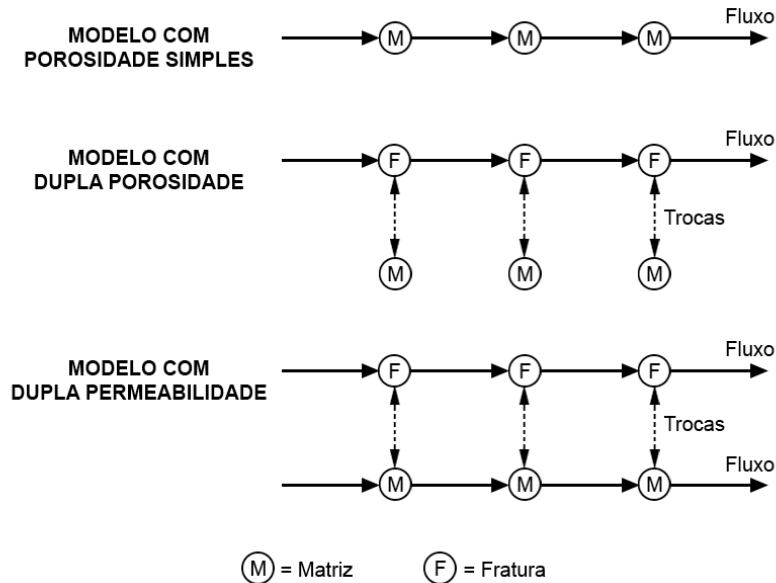 MODELO COM
POROSIDADE SIMPLES
Fluxo
M M M
MODELO COM
DUPLA POROSIDADE
Fluxo
F F F
Trocas
M M M
MODELO COM
DUPLA PERMEABILIDADE
Fluxo
F F F
Trocas
Fluxo
M M M
M = Matriz F = Fratura